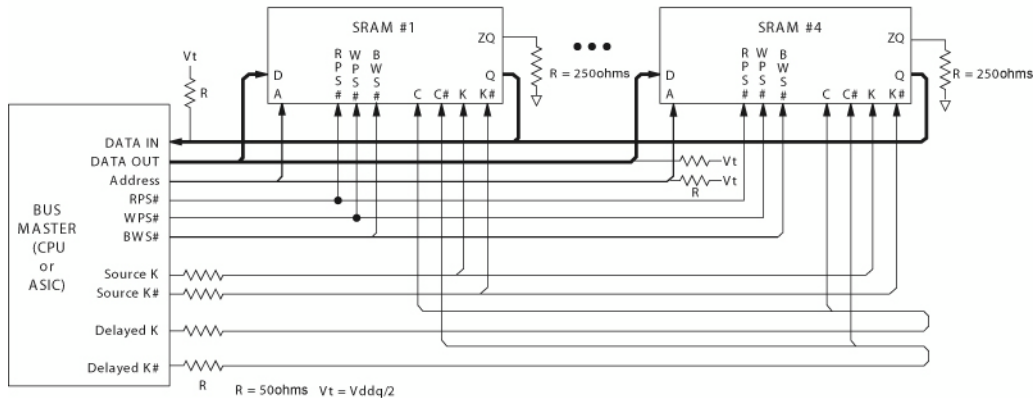 SRAM #1
ZQ
RPS#
WPS#
BWS#
D
A
C
C#
K
K#
Q
R = 250ohms
SRAM #4
ZQ
RPS#
WPS#
BWS#
D
A
C
C#
K
K#
Q
R = 250ohms
Vt
R
BUS
MASTER
(CPU
or
ASIC)
DATA IN
DATA OUT
Address
RPS#
WPS#
BWS#
Source K
Source K#
Delayed K
Delayed K#
Vt
Vt
R
R
R = 50ohms Vt = Vddq/2